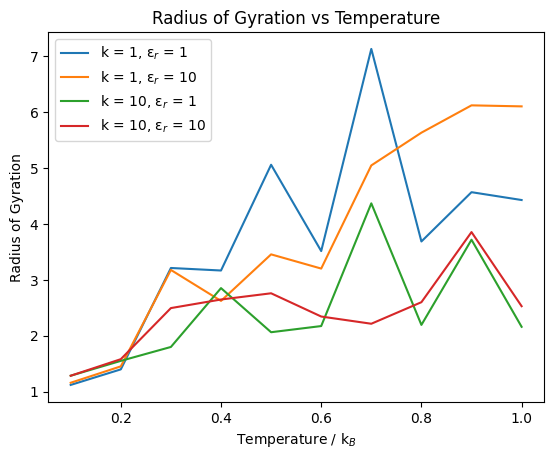 Radius of Gyration vs Temperature
k = 1, εᵣ = 1
k = 1, εᵣ = 10
k = 10, εᵣ = 1
k = 10, εᵣ = 10
Radius of Gyration
7
6
5
4
3
2
1
0.2 0.4 0.6 0.8 1.0
Temperature / k_B